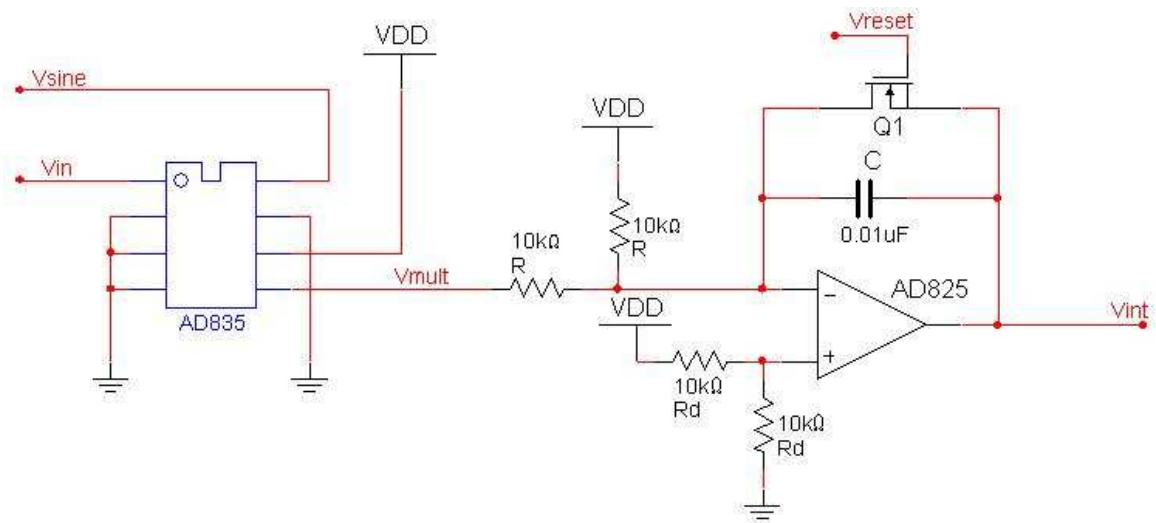 Vreset
VDD
Vsine
VDD
Q1
Vin
C
10kΩ
R
0.01uF
10kΩ
R
Vmult
AD825
AD835
VDD
Vint
10kΩ
Rd
10kΩ
Rd